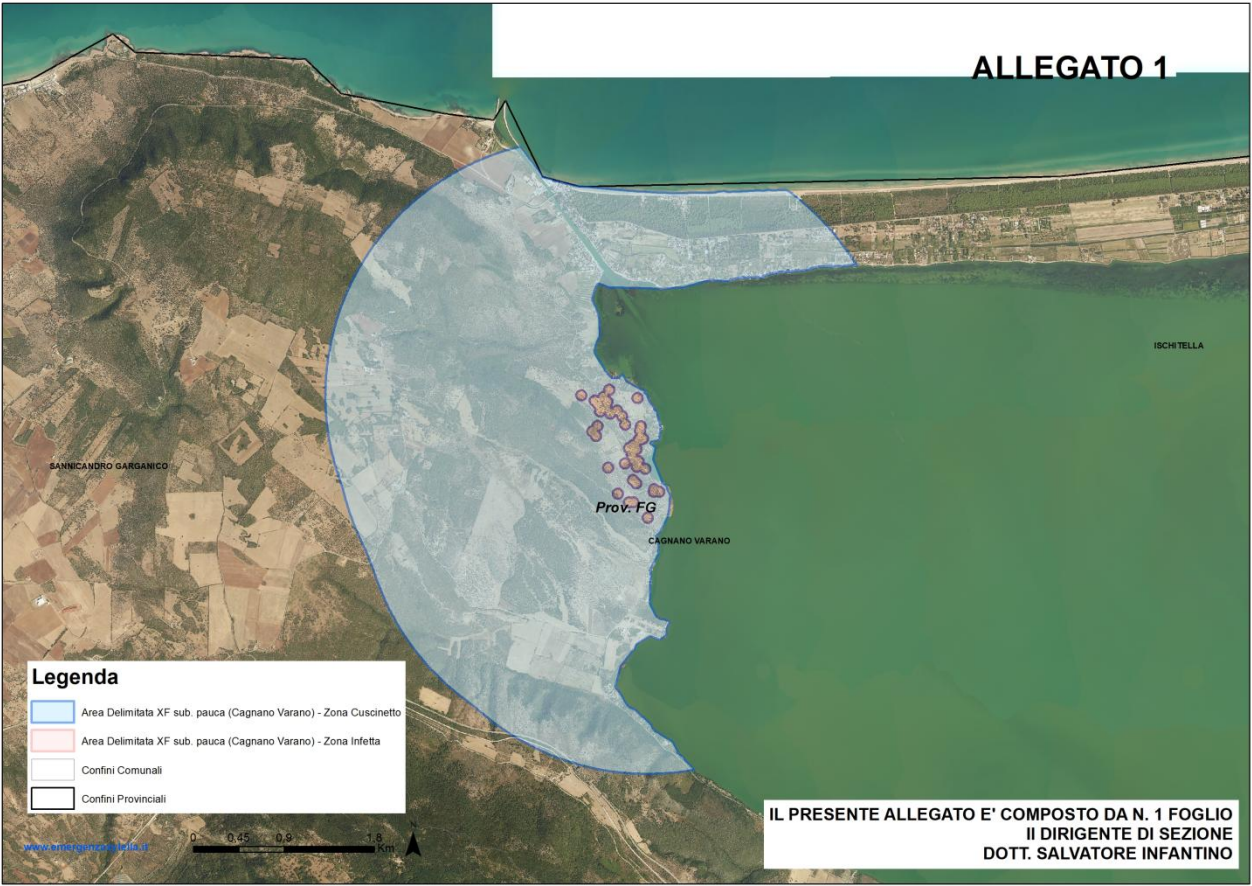 ALLEGATO 1
ISCHITELLA
SANNICANDRO GARGANICO
Prov. FG
CAGNANO VARANO
Legenda
Area Delimitata XF sub. pauca (Cagnano Varano) - Zona Cuscinetto
Area Delimitata XF sub. pauca (Cagnano Varano) - Zona Infetta
Confini Comunali
Confini Provinciali
www.emergenzaxylella.it
0 0,45 0,9 1,8
Km
N
IL PRESENTE ALLEGATO E' COMPOSTO DA N. 1 FOGLIO
Il DIRIGENTE DI SEZIONE
DOTT. SALVATORE INFANTINO